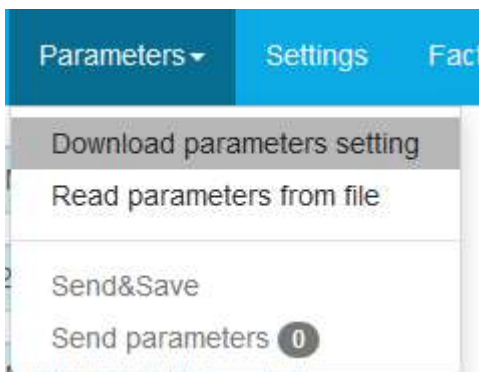 Parameters Settings
Download parameters setting
Read parameters from file
Send&Save
Send parameters 0